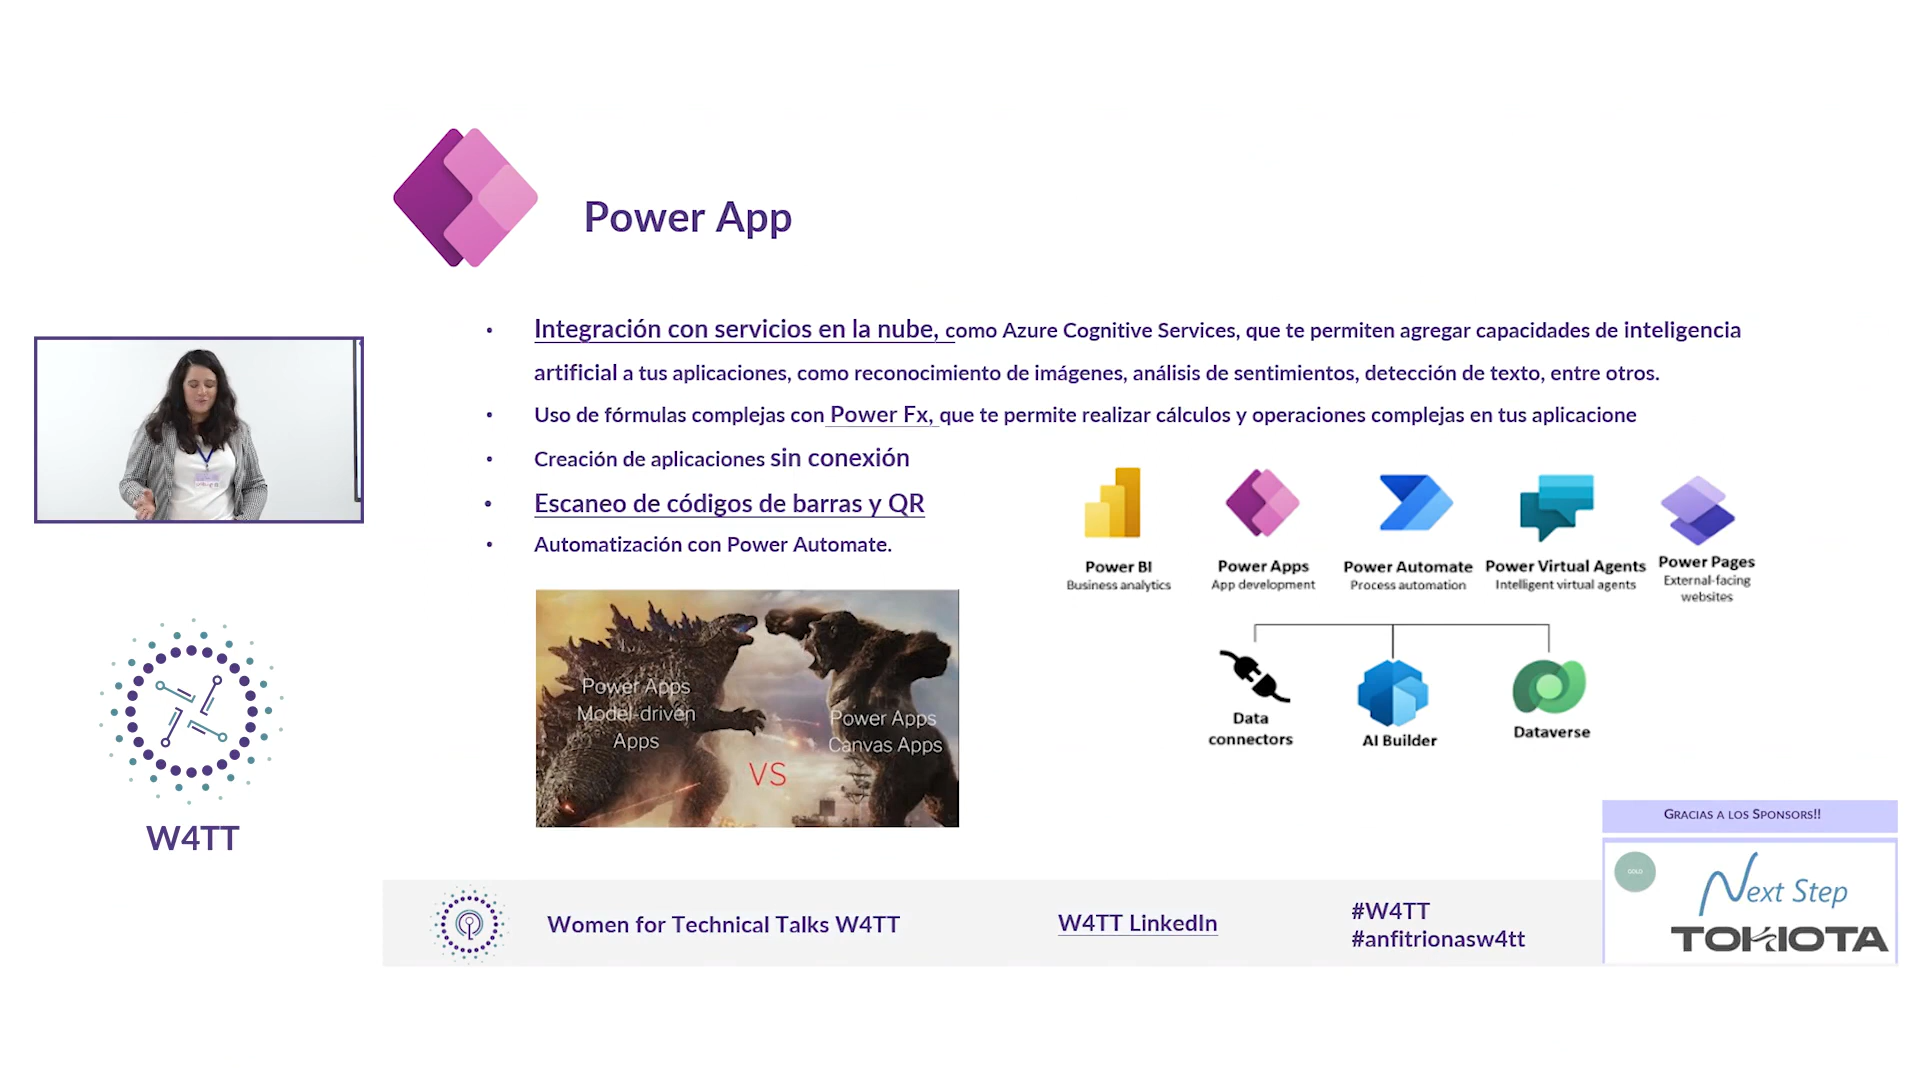 Power App
• Integración con servicios en la nube, como Azure Cognitive Services, que te permiten agregar capacidades de inteligencia
artificial a tus aplicaciones, como reconocimiento de imágenes, análisis de sentimientos, detección de texto, entre otros.
• Uso de fórmulas complejas con Power Fx, que te permite realizar cálculos y operaciones complejas en tus aplicacione
• Creación de aplicaciones sin conexión
• Escaneo de códigos de barras y QR
• Automatización con Power Automate.
Power BI
Business analytics
Power Apps
App development
Power Automate
Process automation
Power Virtual Agents
Intelligent virtual agents
Power Pages
External-facing
websites
Data
connectors
AI Builder
Dataverse
Power Apps
Model-driven
Apps
VS
Power Apps
Canvas Apps
W4TT
Women for Technical Talks W4TT
W4TT LinkedIn
#W4TT
#anfitrionasw4tt
GRACIAS A LOS SPONSORS!!
GOLD
Next Step
TOKIOTA